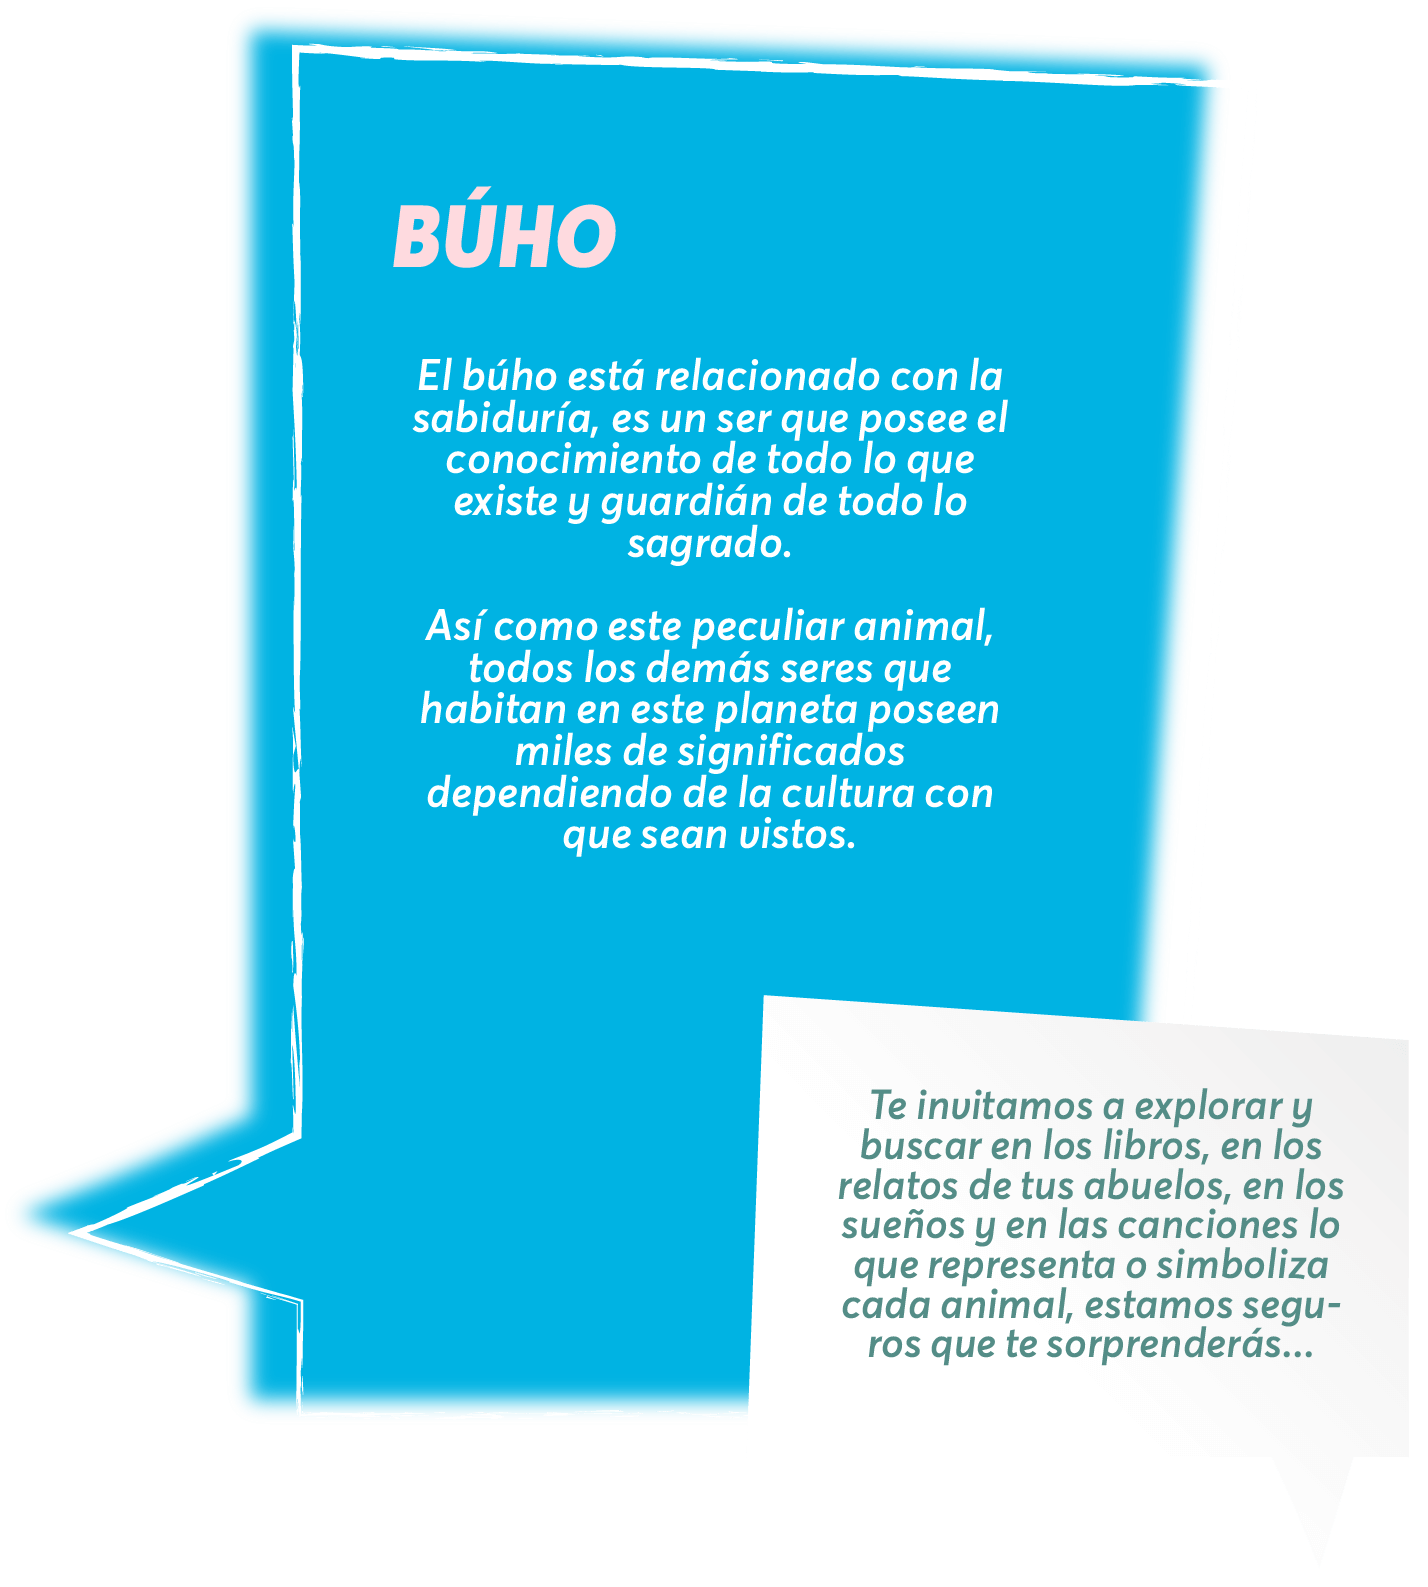 BÚHO
El búho está relacionado con la
sabiduría, es un ser que posee el
conocimiento de todo lo que
existe y guardián de todo lo
sagrado.
Así como este peculiar animal,
todos los demás seres que
habitan en este planeta poseen
miles de significados
dependiendo de la cultura con
que sean vistos.
Te invitamos a explorar y
buscar en los libros, en los
relatos de tus abuelos, en los
sueños y en las canciones lo
que representa o simboliza
cada animal, estamos segu-
ros que te sorprenderás...